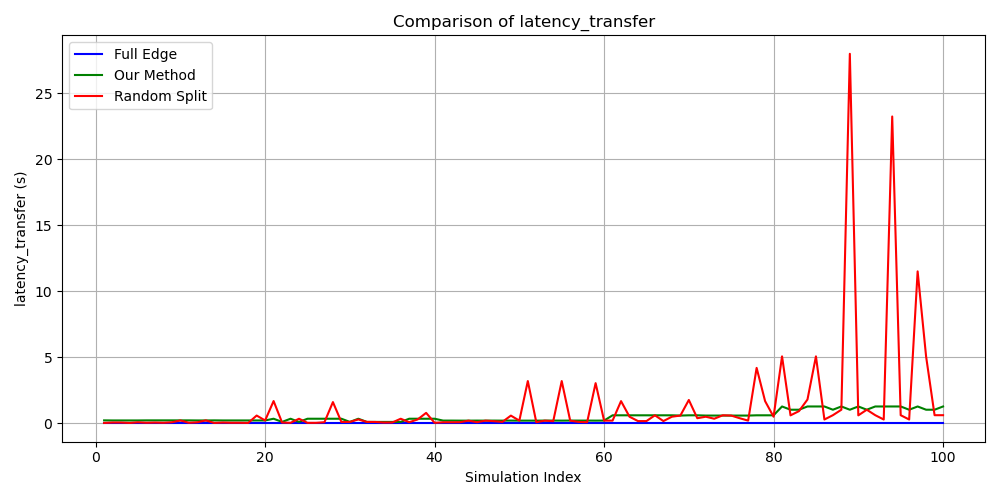 Comparison of latency_transfer
Full Edge
Our Method
Random Split
latency_transfer (s)
25
20
15
10
5
0
0 20 40 60 80 100
Simulation Index